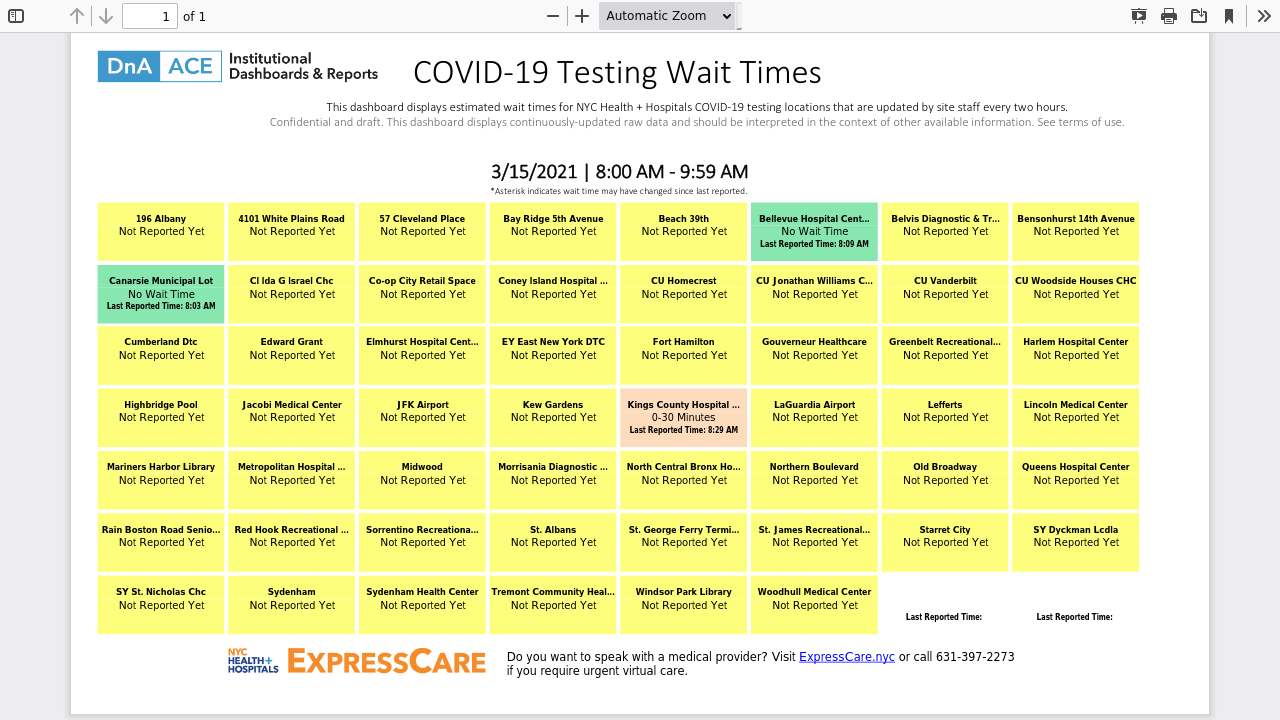 1 of 1
Automatic Zoom
DnA ACE Institutional
Dashboards & Reports
COVID-19 Testing Wait Times
This dashboard displays estimated wait times for NYC Health + Hospitals COVID-19 testing locations that are updated by site staff every two hours.
Confidential and draft. This dashboard displays continuously-updated raw data and should be interpreted in the context of other available information. See terms of use.
3/15/2021 | 8:00 AM - 9:59 AM
*Asterisk indicates wait time may have changed since last reported.
196 Albany
Not Reported Yet
4101 White Plains Road
Not Reported Yet
57 Cleveland Place
Not Reported Yet
Bay Ridge 5th Avenue
Not Reported Yet
Beach 39th
Not Reported Yet
Bellevue Hospital Cent...
No Wait Time
Last Reported Time: 8:09 AM
Belvis Diagnostic & Tr...
Not Reported Yet
Bensonhurst 14th Avenue
Not Reported Yet
Canarsie Municipal Lot
No Wait Time
Last Reported Time: 8:03 AM
CI Ida G Israel Chc
Not Reported Yet
Co-op City Retail Space
Not Reported Yet
Coney Island Hospital ...
Not Reported Yet
CU Homecrest
Not Reported Yet
CU Jonathan Williams C...
Not Reported Yet
CU Vanderbilt
Not Reported Yet
CU Woodside Houses CHC
Not Reported Yet
Cumberland Dtc
Not Reported Yet
Edward Grant
Not Reported Yet
Elmhurst Hospital Cent...
Not Reported Yet
EY East New York DTC
Not Reported Yet
Fort Hamilton
Not Reported Yet
Gouverneur Healthcare
Not Reported Yet
Greenbelt Recreational...
Not Reported Yet
Harlem Hospital Center
Not Reported Yet
Highbridge Pool
Not Reported Yet
Jacobi Medical Center
Not Reported Yet
JFK Airport
Not Reported Yet
Kew Gardens
Not Reported Yet
Kings County Hospital ...
0-30 Minutes
Last Reported Time: 8:29 AM
LaGuardia Airport
Not Reported Yet
Lefferts
Not Reported Yet
Lincoln Medical Center
Not Reported Yet
Mariners Harbor Library
Not Reported Yet
Metropolitan Hospital ...
Not Reported Yet
Midwood
Not Reported Yet
Morrisania Diagnostic ...
Not Reported Yet
North Central Bronx Ho...
Not Reported Yet
Northern Boulevard
Not Reported Yet
Old Broadway
Not Reported Yet
Queens Hospital Center
Not Reported Yet
Rain Boston Road Senio...
Not Reported Yet
Red Hook Recreational ...
Not Reported Yet
Sorrentino Recreationa...
Not Reported Yet
St. Albans
Not Reported Yet
St. George Ferry Termi...
Not Reported Yet
St. James Recreational...
Not Reported Yet
Starret City
Not Reported Yet
SY Dyckman Lcdla
Not Reported Yet
SY St. Nicholas Chc
Not Reported Yet
Sydenham
Not Reported Yet
Sydenham Health Center
Not Reported Yet
Tremont Community Heal...
Not Reported Yet
Windsor Park Library
Not Reported Yet
Woodhull Medical Center
Not Reported Yet
Last Reported Time:
Last Reported Time:
NYC
HEALTH+
HOSPITALS
EXPRESSCARE
Do you want to speak with a medical provider? Visit ExpressCare.nyc or call 631-397-2273
if you require urgent virtual care.